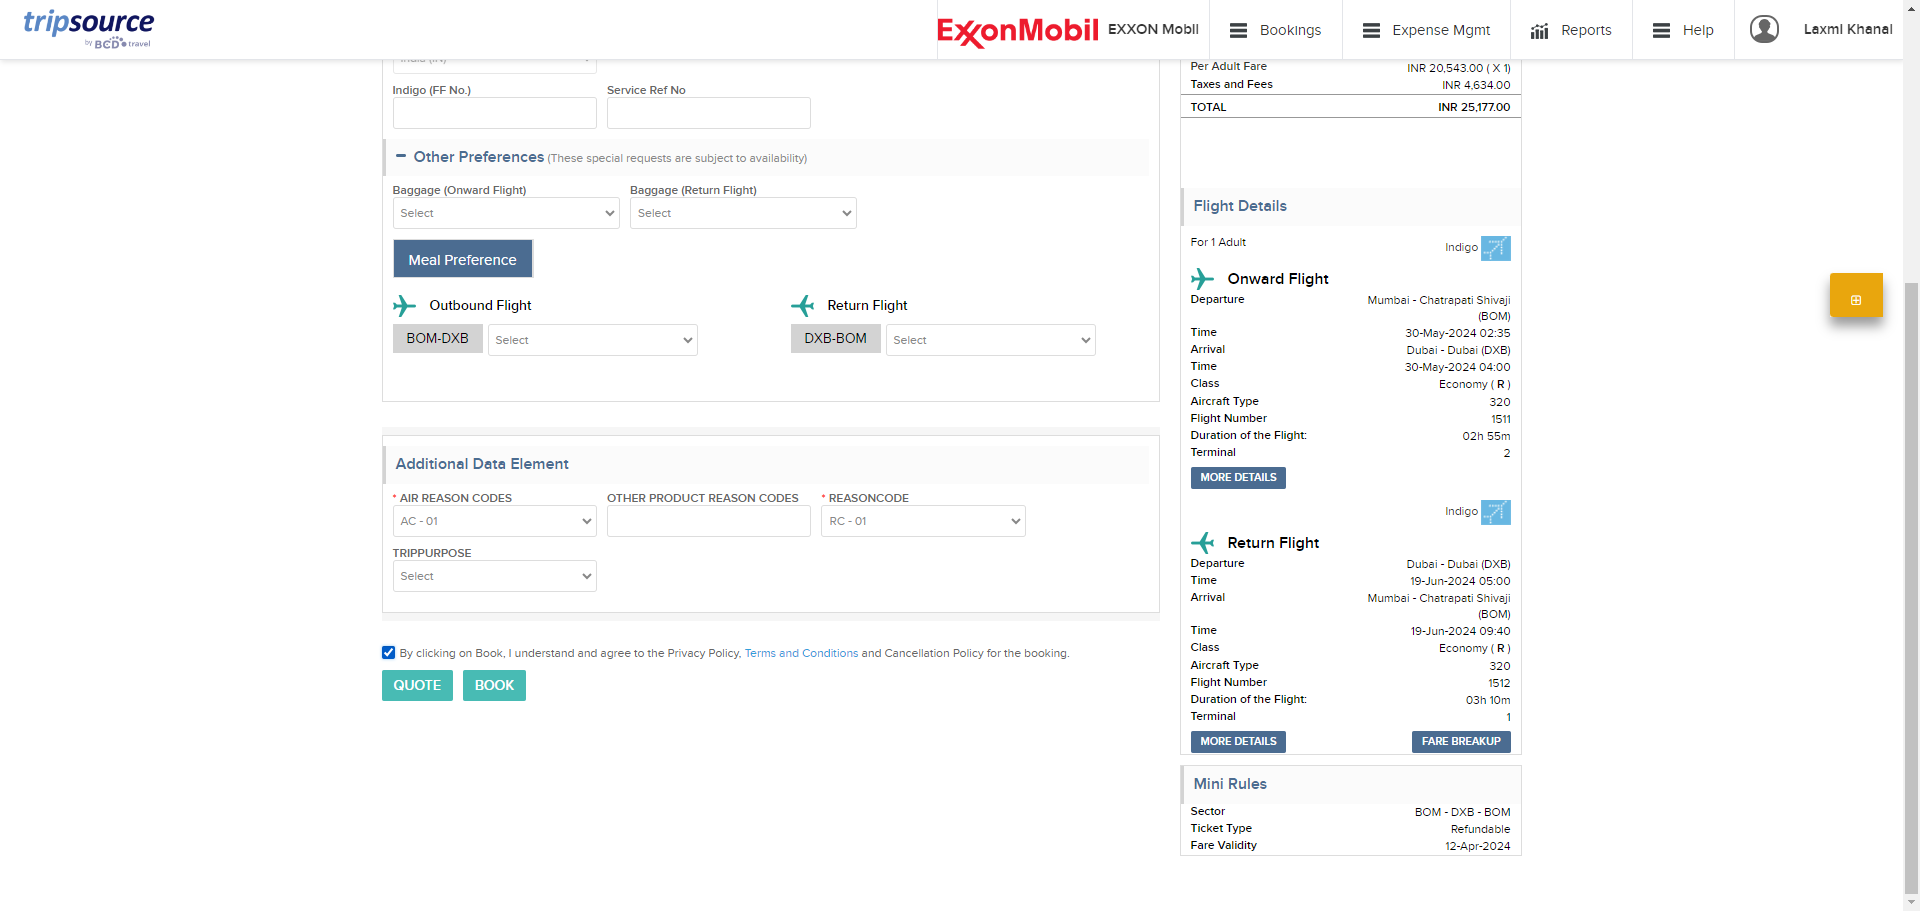 tripsource
by BCD travel
ExxonMobil
EXXON Mobil
Bookings
Expense Mgmt
Reports
Help
Laxmi Khanal
India (IN)
Indigo (FF No.)
Service Ref No
− Other Preferences (These special requests are subject to availability)
Baggage (Onward Flight)
Baggage (Return Flight)
Select
Select
Meal Preference
Outbound Flight
Return Flight
BOM-DXB
Select
DXB-BOM
Select
Additional Data Element
* AIR REASON CODES
OTHER PRODUCT REASON CODES
* REASONCODE
AC - 01
RC - 01
TRIPPURPOSE
Select
By clicking on Book, I understand and agree to the Privacy Policy, Terms and Conditions and Cancellation Policy for the booking.
QUOTE
BOOK
Per Adult Fare INR 20,543.00 ( X 1)
Taxes and Fees INR 4,634.00
TOTAL INR 25,177.00
Flight Details
For 1 Adult
Indigo
Onward Flight
Departure Mumbai - Chatrapati Shivaji
(BOM)
Time 30-May-2024 02:35
Arrival Dubai - Dubai (DXB)
Time 30-May-2024 04:00
Class Economy ( R )
Aircraft Type 320
Flight Number 1511
Duration of the Flight: 02h 55m
Terminal 2
MORE DETAILS
Indigo
Return Flight
Departure Dubai - Dubai (DXB)
Time 19-Jun-2024 05:00
Arrival Mumbai - Chatrapati Shivaji
(BOM)
Time 19-Jun-2024 09:40
Class Economy ( R )
Aircraft Type 320
Flight Number 1512
Duration of the Flight: 03h 10m
Terminal 1
MORE DETAILS
FARE BREAKUP
Mini Rules
Sector BOM - DXB - BOM
Ticket Type Refundable
Fare Validity 12-Apr-2024